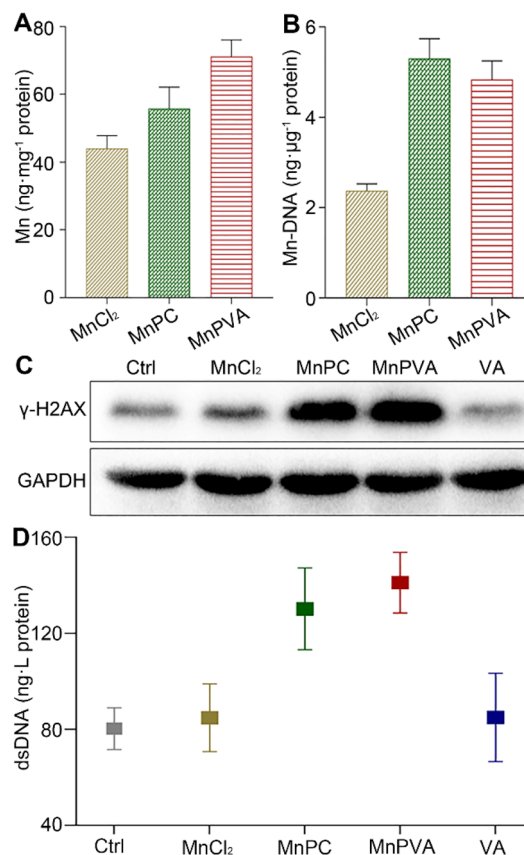 A
Mn (ng·mg⁻¹ protein)
80
60
40
20
0
MnCl₂
MnPC
MnPVA
B
Mn-DNA (ng·µg⁻¹ protein)
6
4
2
0
MnCl₂
MnPC
MnPVA
C
Ctrl MnCl₂ MnPC MnPVA VA
γ-H2AX
GAPDH
D
dsDNA (ng·L protein)
160
120
80
40
Ctrl MnCl₂ MnPC MnPVA VA